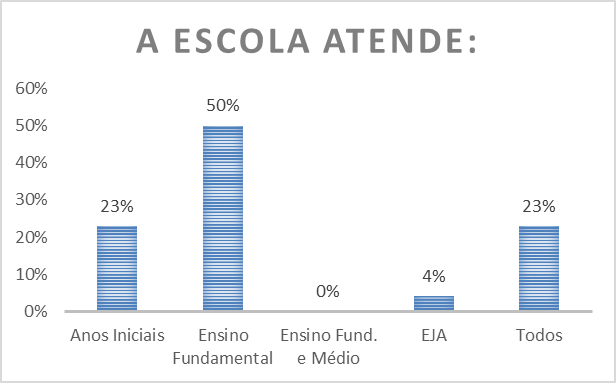 A ESCOLA ATENDE:
60%
50%
40%
30%
20%
10%
0%
23%
50%
0%
4%
23%
Anos Iniciais
Ensino
Fundamental
Ensino Fund.
e Médio
EJA
Todos